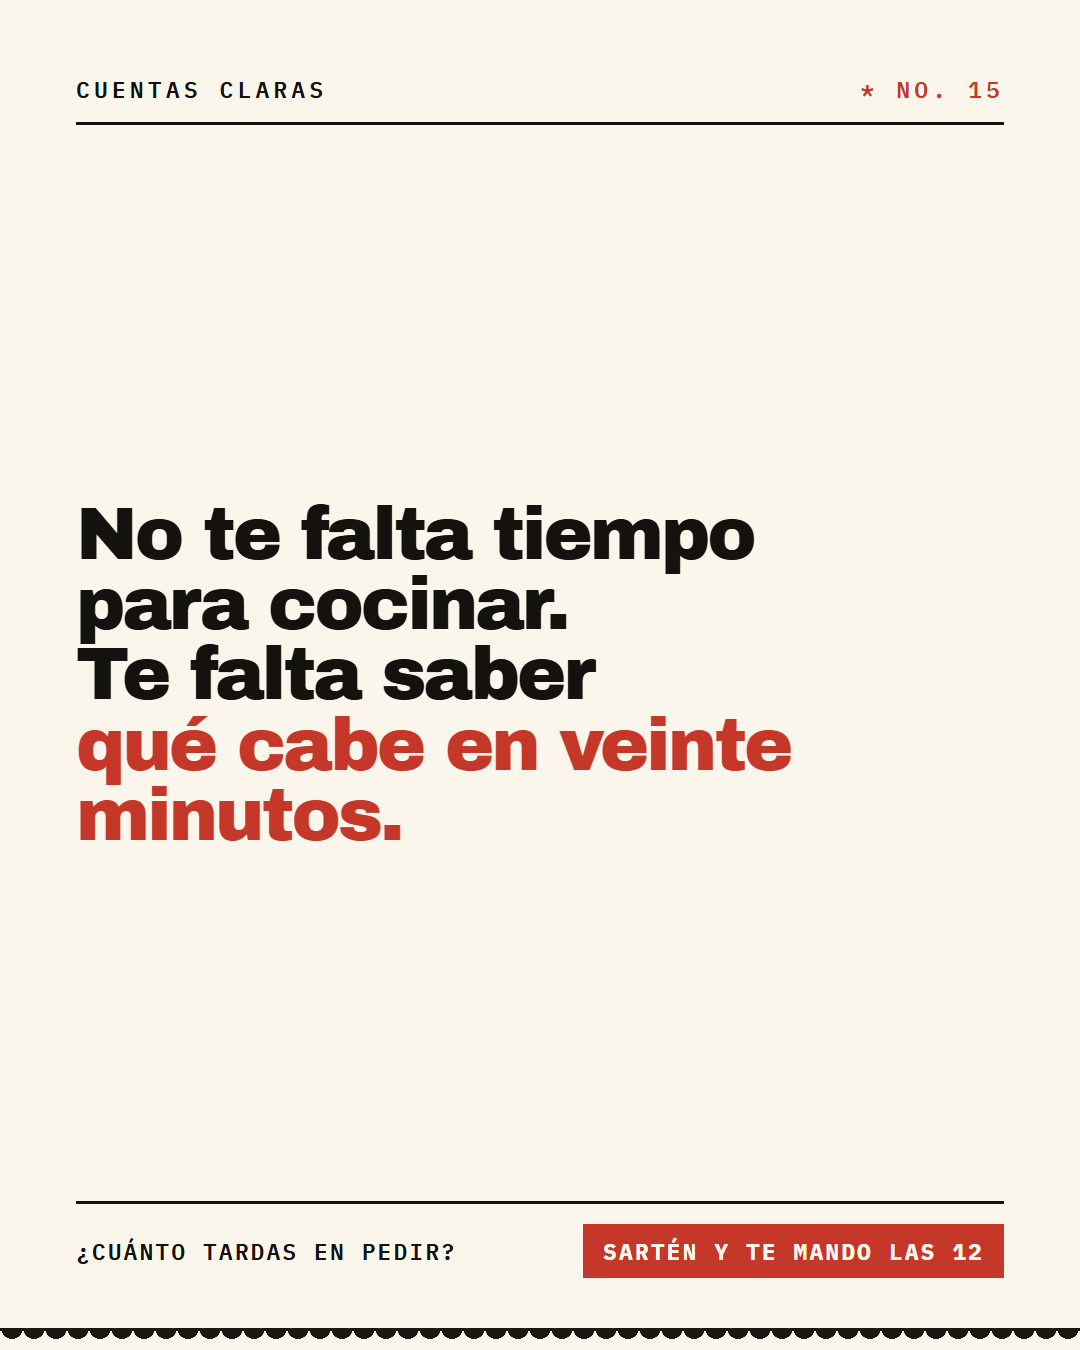 CUENTAS CLARAS
* NO. 15
No te falta tiempo
para cocinar.
Te falta saber
qué cabe en veinte
minutos.
¿CUÁNTO TARDAS EN PEDIR?
SARTÉN Y TE MANDO LAS 12